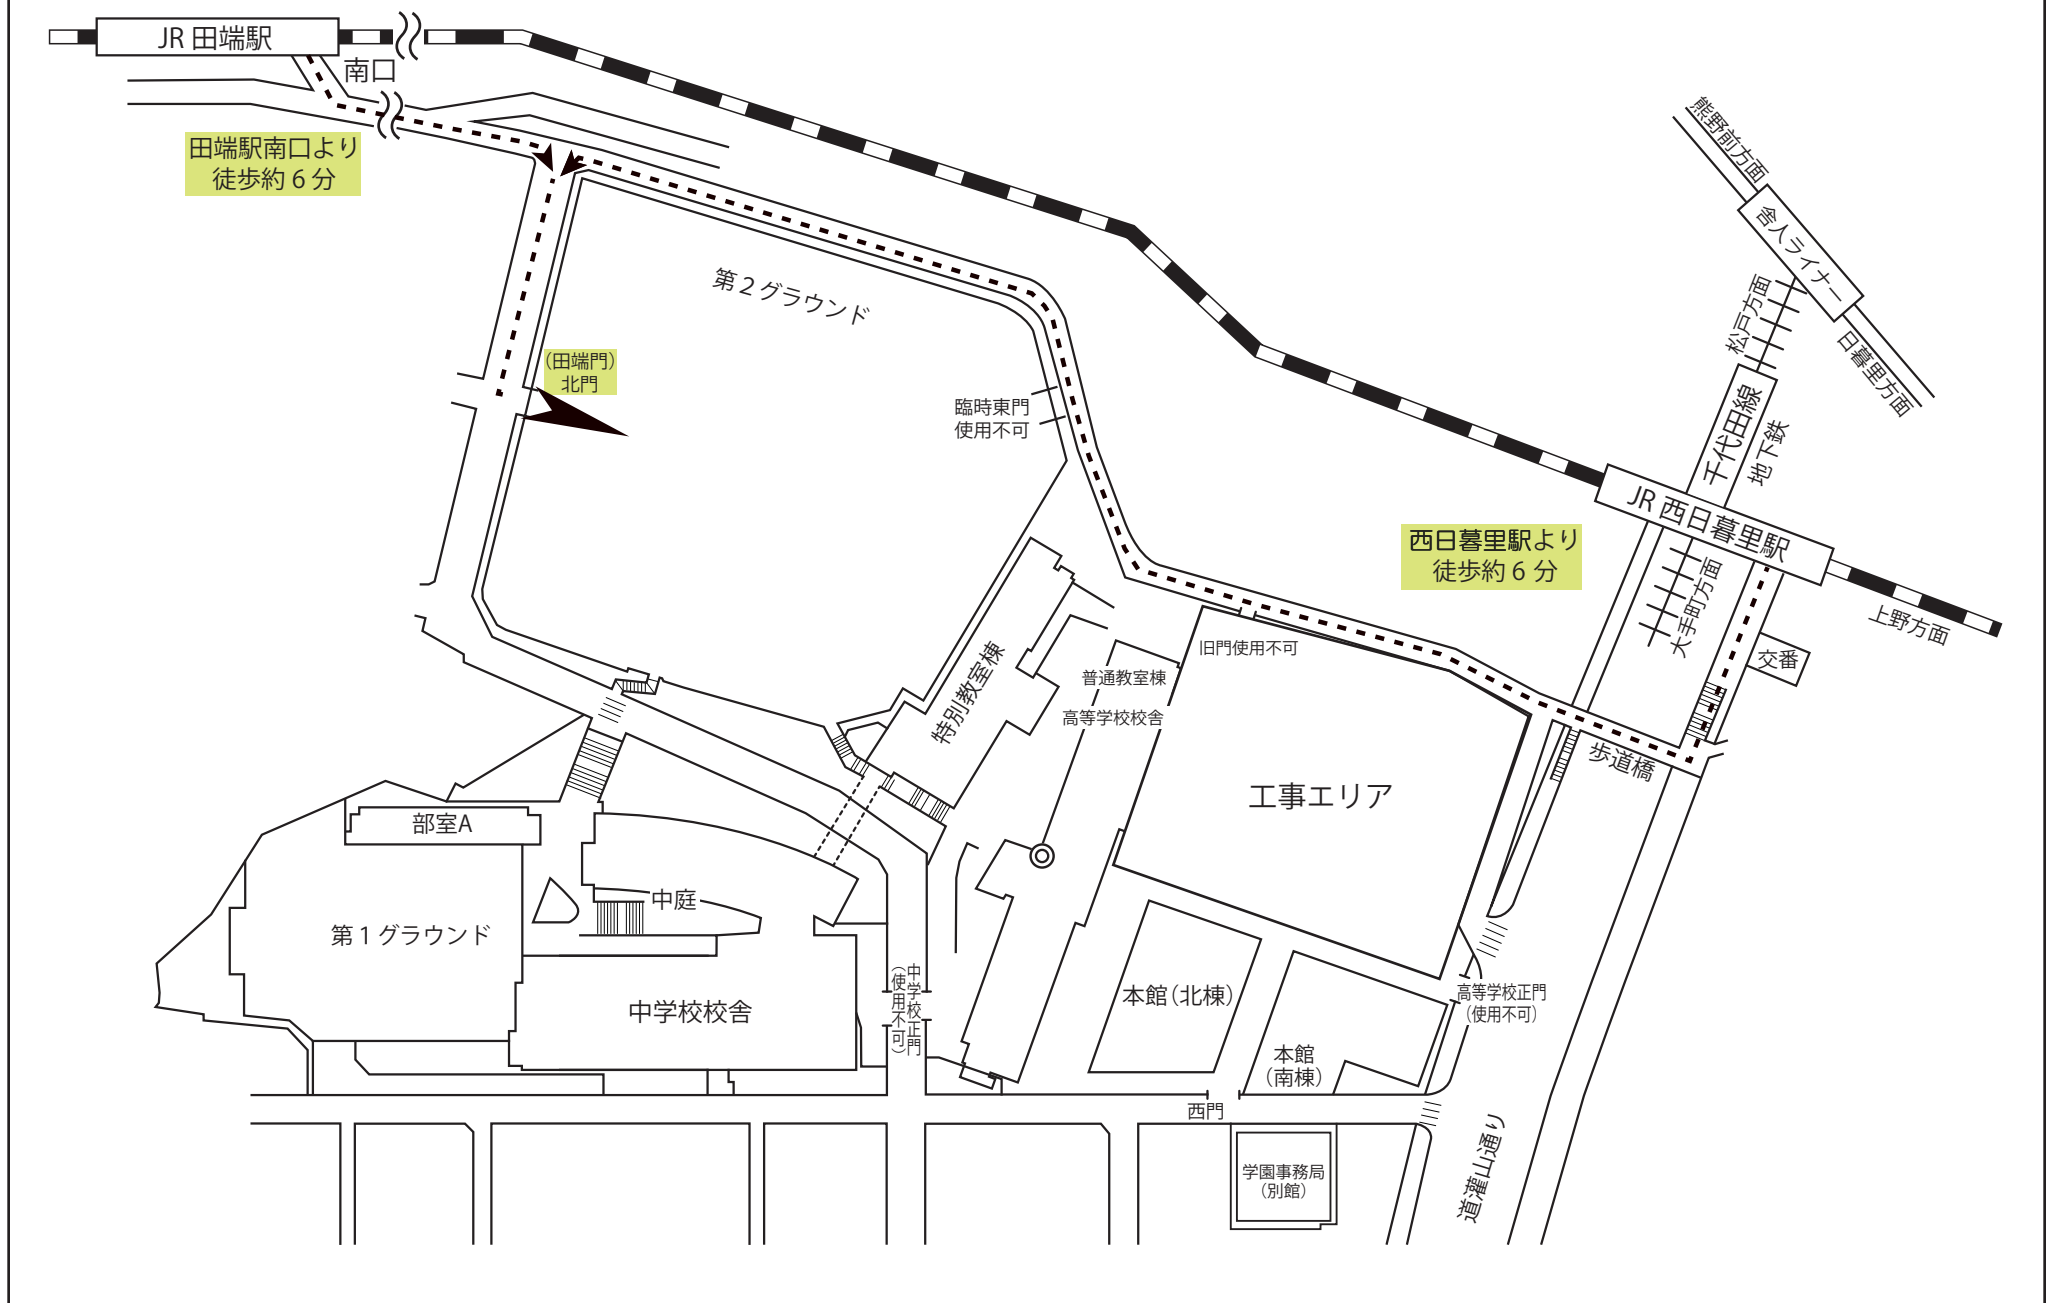 JR 田端駅
南口
田端駅南口より
徒歩約６分
熊野前方面
舎人ライナー
日暮里方面
松戸方面
千代田線
地下鉄
第２グラウンド
（田端門）
北門
臨時東門
使用不可
JR 西日暮里駅
西日暮里駅より
徒歩約６分
大手町方面
上野方面
交番
歩道橋
旧門使用不可
普通教室棟
高等学校校舎
特別教室棟
工事エリア
部室A
中庭
第１グラウンド
中学校校舎
中学校正門
（使用不可）
本館（北棟）
高等学校正門
（使用不可）
本館
（南棟）
西門
学園事務局
（別館）
道灌山通り